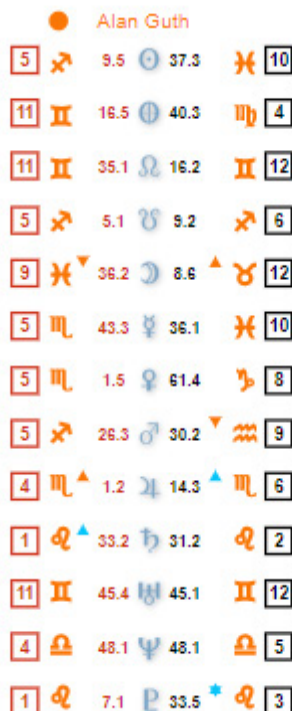 Alan Guth
5 ♐ 9.5 ☉ 37.3 ♓ 10
11 ♊ 16.5 ⊕ 40.3 ♍ 4
11 ♊ 35.1 ☊ 16.2 ♊ 12
5 ♐ 5.1 ☋ 9.2 ♐ 6
9 ♓ ▼ 36.2 ☽ 8.6 ▲ ♉ 12
5 ♏ 43.3 ☿ 36.1 ♓ 10
5 ♏ 1.5 ♀ 61.4 ♑ 8
5 ♐ 26.3 ♂ 30.2 ▼ ♒ 9
4 ♏ ▲ 1.2 ♃ 14.3 ▲ ♏ 6
1 ♌ ▲ 33.2 ♄ 31.2 ♌ 2
11 ♊ 45.4 ♅ 45.1 ♊ 12
4 ♎ 48.1 ♆ 48.1 ♎ 5
1 ♌ 7.1 ♇ 33.5 ✶ ♌ 3